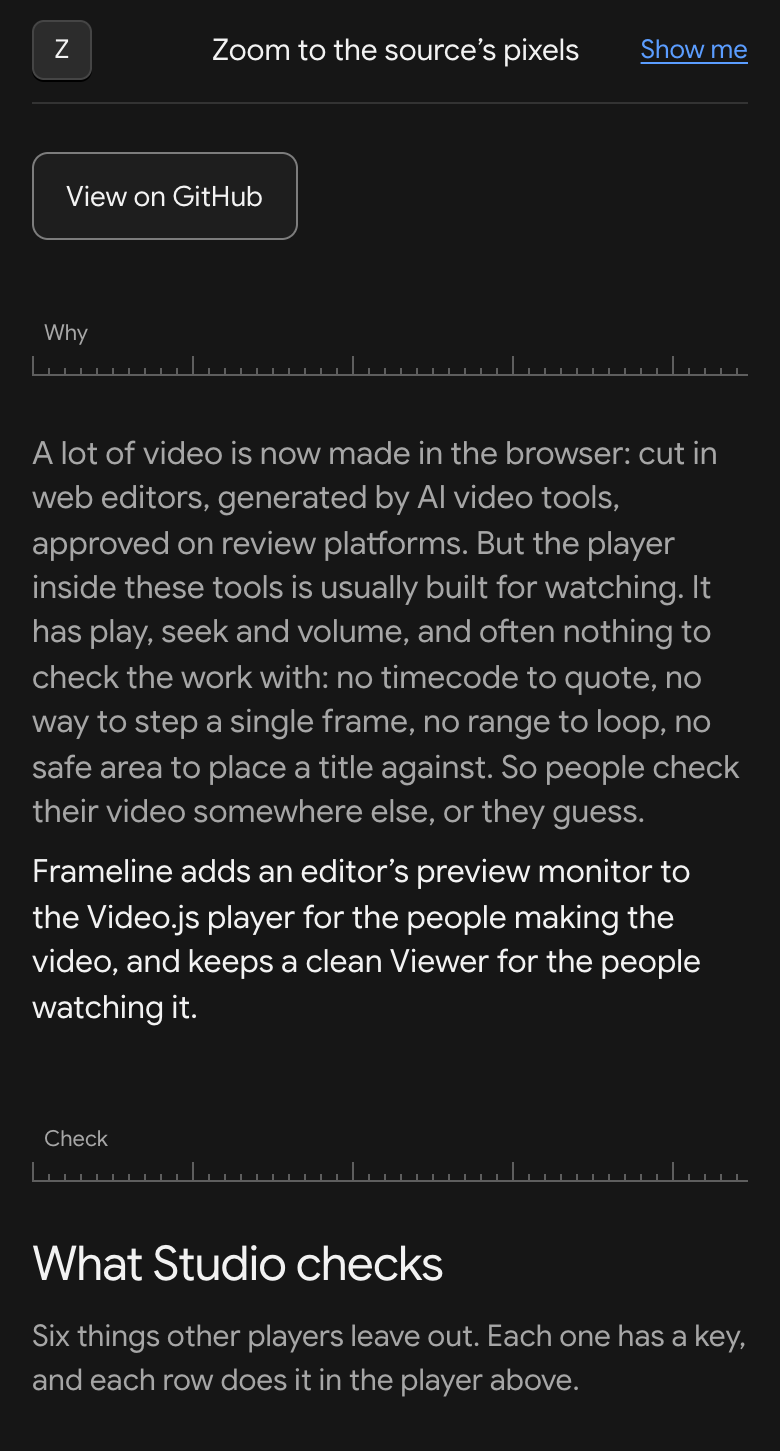 Z
Zoom to the source’s pixels
Show me
View on GitHub
Why
A lot of video is now made in the browser: cut in
web editors, generated by AI video tools,
approved on review platforms. But the player
inside these tools is usually built for watching. It
has play, seek and volume, and often nothing to
check the work with: no timecode to quote, no
way to step a single frame, no range to loop, no
safe area to place a title against. So people check
their video somewhere else, or they guess.
Frameline adds an editor’s preview monitor to
the Video.js player for the people making the
video, and keeps a clean Viewer for the people
watching it.
Check
What Studio checks
Six things other players leave out. Each one has a key,
and each row does it in the player above.